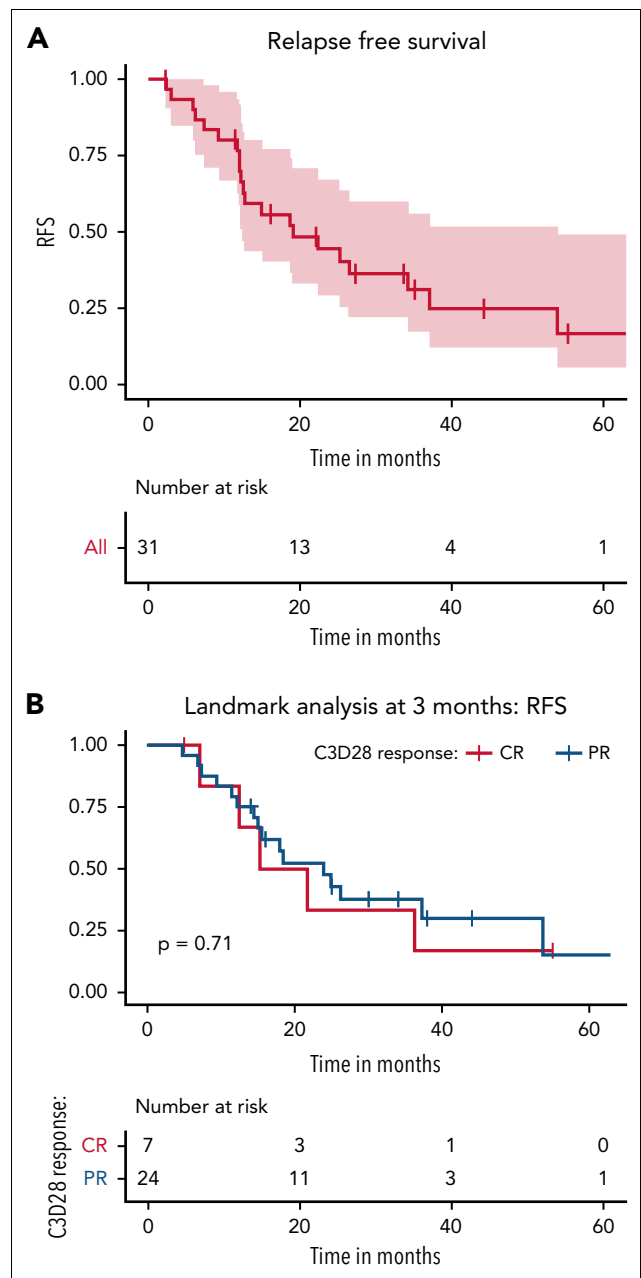 A
Relapse free survival
1.00
0.75
0.50
0.25
0.00
RFS
0 20 40 60
Time in months
Number at risk
All 31 13 4 1
0 20 40 60
Time in months
B
Landmark analysis at 3 months: RFS
C3D28 response: CR PR
1.00
0.75
0.50
0.25
0.00
p = 0.71
0 20 40 60
Time in months
C3D28 response:
Number at risk
CR 7 3 1 0
PR 24 11 3 1
0 20 40 60
Time in months